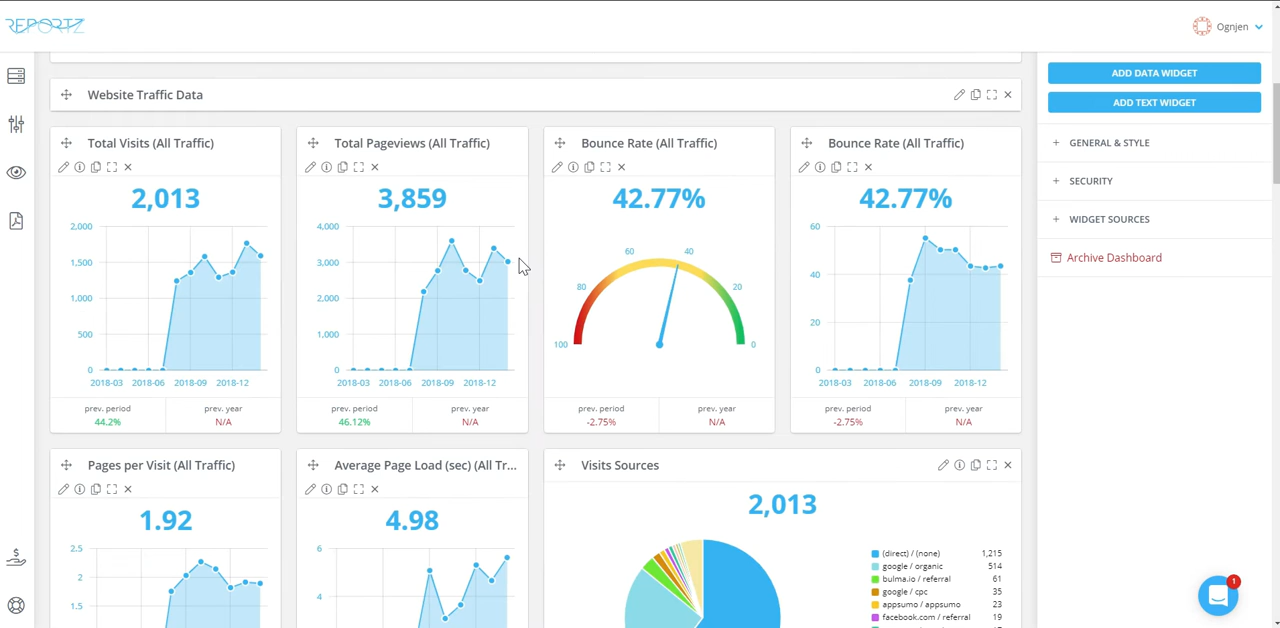 REPORTZ
Ognjen
Website Traffic Data
ADD DATA WIDGET
ADD TEXT WIDGET
+ GENERAL & STYLE
+ SECURITY
+ WIDGET SOURCES
Archive Dashboard
Total Visits (All Traffic)
2,013
2,000
1,500
1,000
500
0
2018-03 2018-06 2018-09 2018-12
prev. period prev. year
44.2% N/A
Total Pageviews (All Traffic)
3,859
4,000
3,000
2,000
1,000
0
2018-03 2018-06 2018-09 2018-12
prev. period prev. year
46.12% N/A
Bounce Rate (All Traffic)
42.77%
60 40
80 20
100 0
prev. period prev. year
-2.75% N/A
Bounce Rate (All Traffic)
42.77%
60
40
20
0
2018-03 2018-06 2018-09 2018-12
prev. period prev. year
-2.75% N/A
Pages per Visit (All Traffic)
1.92
2.5
2
1.5
Average Page Load (sec) (All Tr...
4.98
6
4
Visits Sources
2,013
(direct) / (none) 1,215
google / organic 514
bulma.io / referral 61
google / cpc 35
appsumo / appsumo 23
facebook.com / referral 19
1